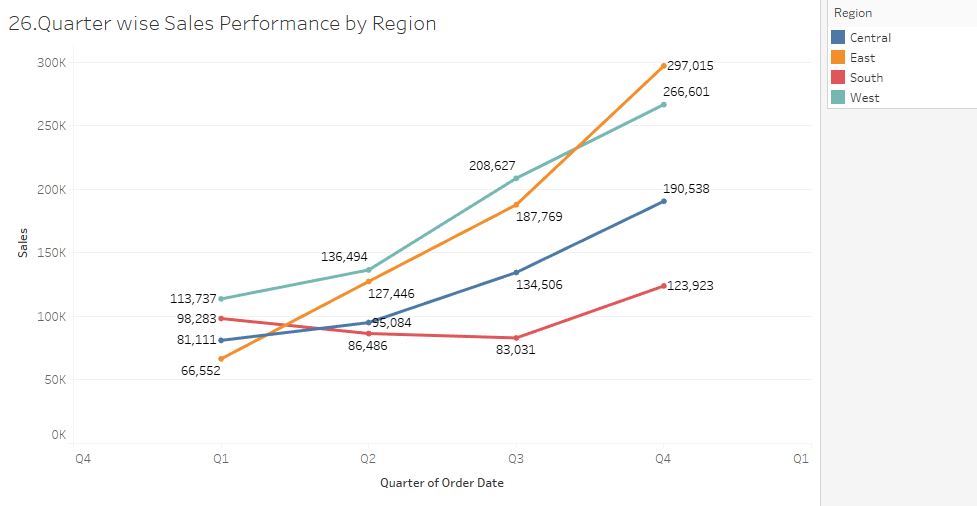 26.Quarter wise Sales Performance by Region
Region
Central
East
South
West
300K
250K
200K
150K
100K
50K
0K
Sales
297,015
266,601
208,627
190,538
187,769
136,494
134,506
127,446
123,923
113,737
98,283
95,084
81,111
86,486
83,031
66,552
Q4 Q1 Q2 Q3 Q4 Q1
Quarter of Order Date